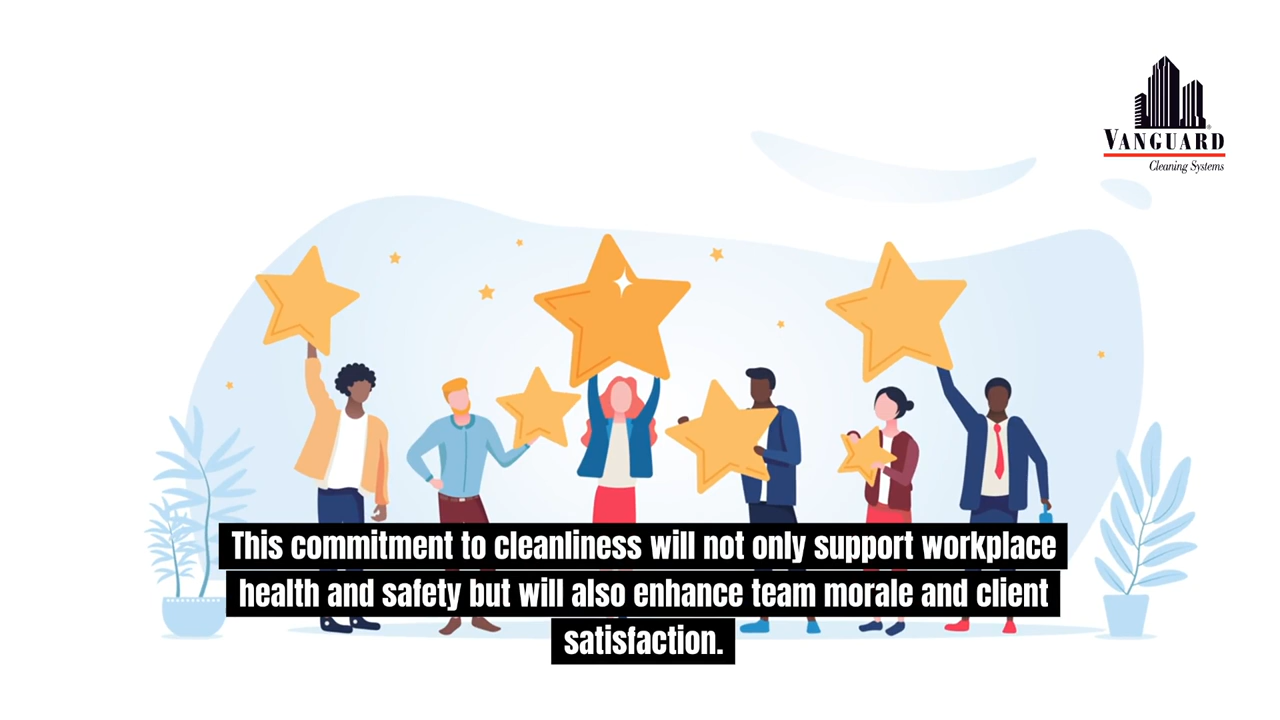 VANGUARD
Cleaning Systems
This commitment to cleanliness will not only support workplace
health and safety but will also enhance team morale and client
satisfaction.